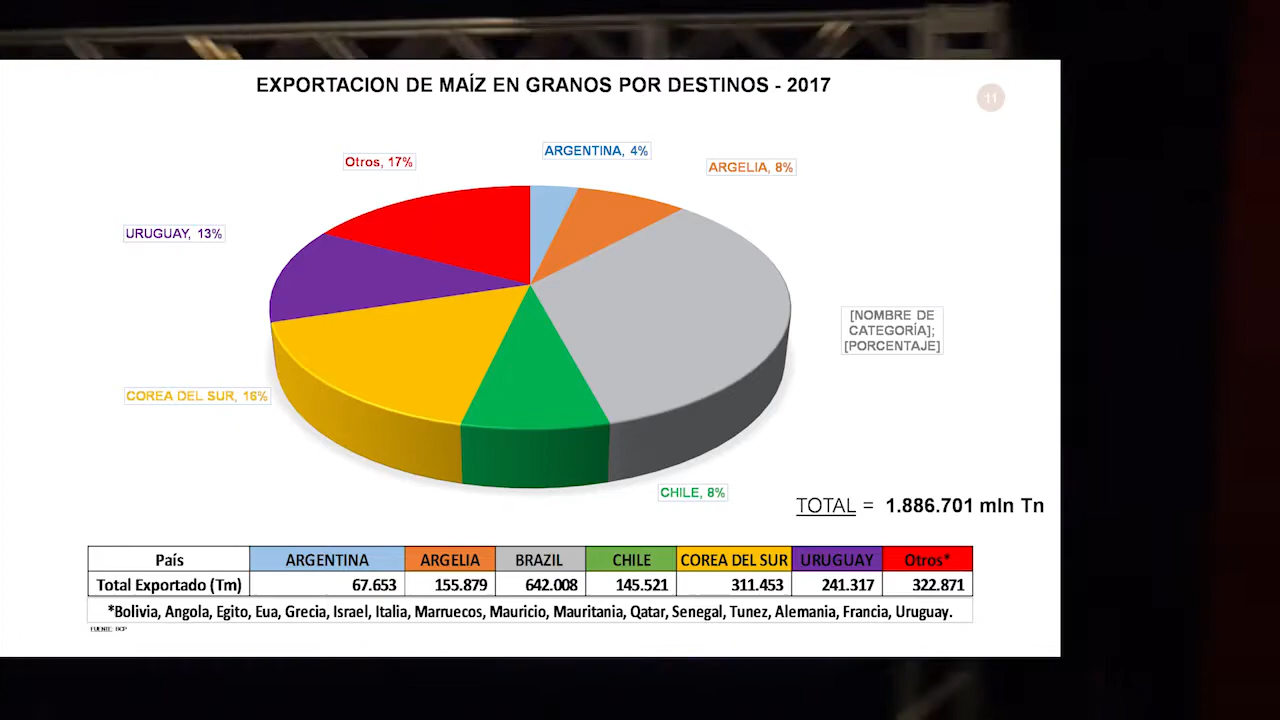 EXPORTACION DE MAÍZ EN GRANOS POR DESTINOS - 2017
11
Otros, 17%
ARGENTINA, 4%
ARGELIA, 8%
URUGUAY, 13%
[NOMBRE DE
CATEGORÍA];
[PORCENTAJE]
COREA DEL SUR, 16%
CHILE, 8%
TOTAL = 1.886.701 mln Tn
País ARGENTINA ARGELIA BRAZIL CHILE COREA DEL SUR URUGUAY Otros*
Total Exportado (Tm) 67.653 155.879 642.008 145.521 311.453 241.317 322.871
*Bolivia, Angola, Egito, Eua, Grecia, Israel, Italia, Marruecos, Mauricio, Mauritania, Qatar, Senegal, Tunez, Alemania, Francia, Uruguay.
FUENTE: BCP